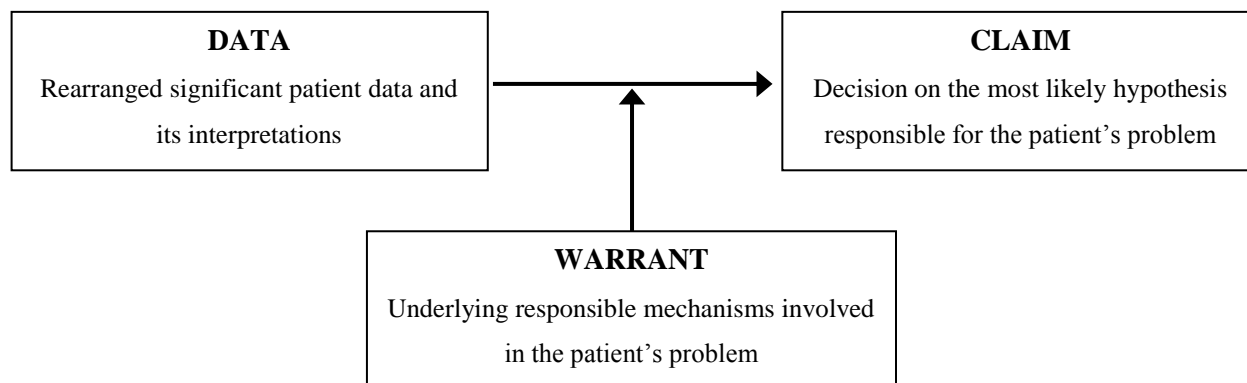 DATA
Rearranged significant patient data and
its interpretations
CLAIM
Decision on the most likely hypothesis
responsible for the patient’s problem
WARRANT
Underlying responsible mechanisms involved
in the patient’s problem